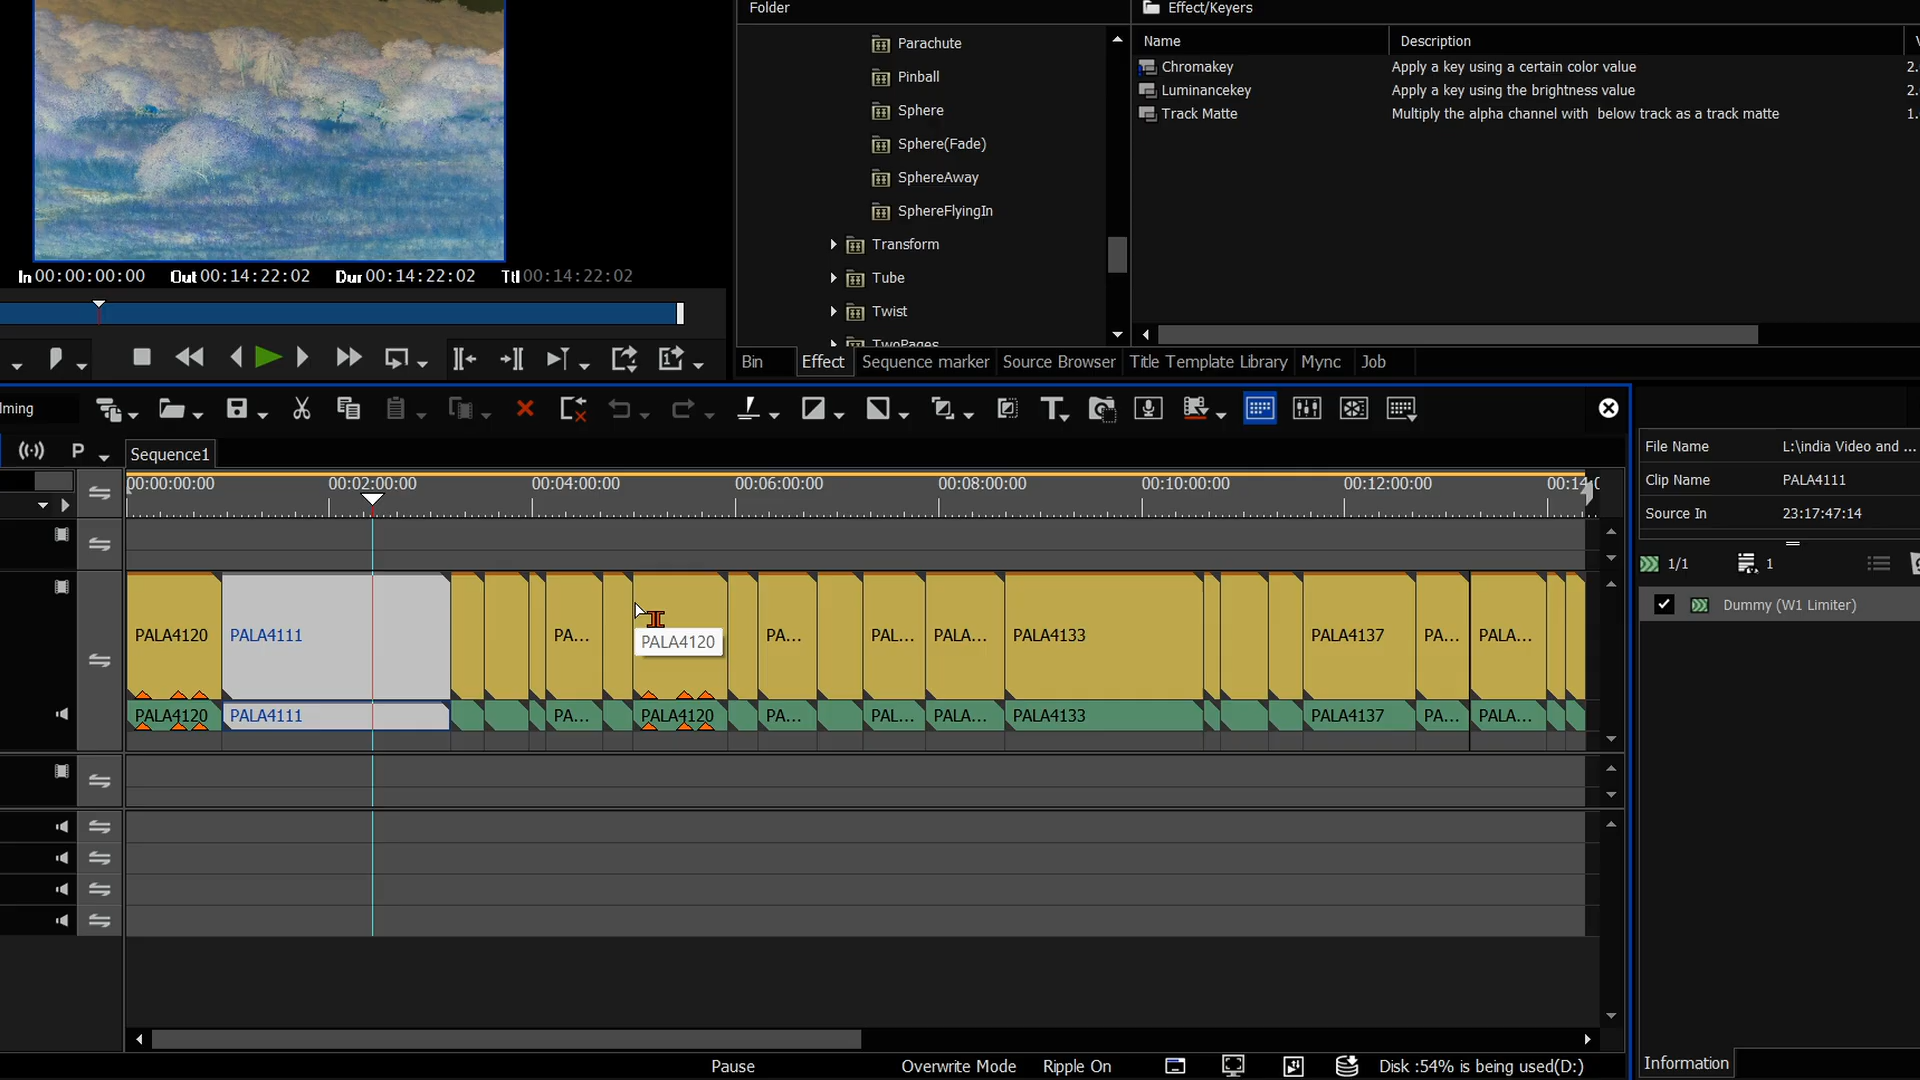 Folder
Parachute
Pinball
Sphere
Sphere(Fade)
SphereAway
SphereFlyingIn
Transform
Tube
Twist
TwoPages
Effect/Keyers
Name Description
Chromakey Apply a key using a certain color value 2.
Luminancekey Apply a key using the brightness value 2.
Track Matte Multiply the alpha channel with below track as a track matte 1.
In 00:00:00:00 Out 00:14:22:02 Dur 00:14:22:02 Ttl 00:14:22:02
Bin Effect Sequence marker Source Browser Title Template Library Mync Job
lming
P Sequence1
00:00:00:00 00:02:00:00 00:04:00:00 00:06:00:00 00:08:00:00 00:10:00:00 00:12:00:00 00:14:0
PALA4120 PALA4111 PA... PA... PAL... PALA... PALA4133 PALA4137 PA... PALA...
PALA4120
PALA4120 PALA4111 PA... PALA4120 PA... PAL... PALA... PALA4133 PALA4137 PA... PALA...
File Name L:\india Video and ...
Clip Name PALA4111
Source In 23:17:47:14
1/1 1
Dummy (W1 Limiter)
Information
Pause Overwrite Mode Ripple On Disk :54% is being used(D:)